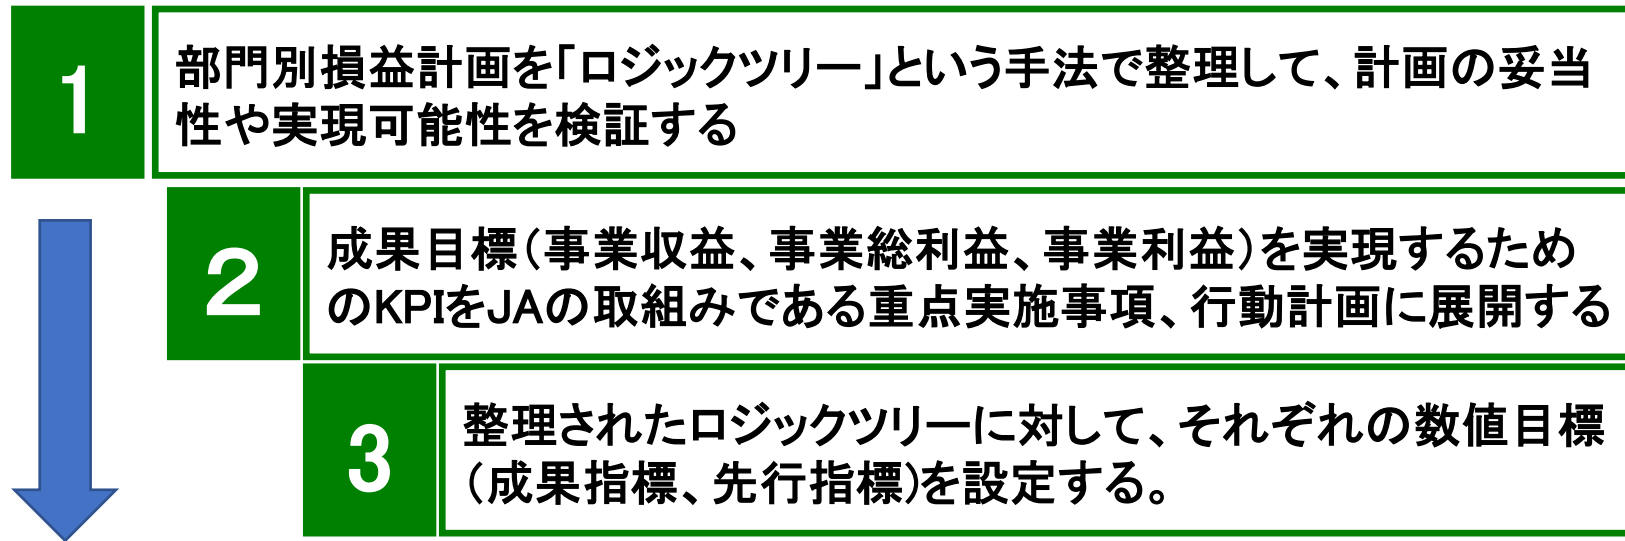 1
部門別損益計画を「ロジックツリー」という手法で整理して、計画の妥当
性や実現可能性を検証する
2
成果目標(事業収益、事業総利益、事業利益)を実現するため
のKPIをJAの取組みである重点実施事項、行動計画に展開する
3
整理されたロジックツリーに対して、それぞれの数値目標
(成果指標、先行指標)を設定する。